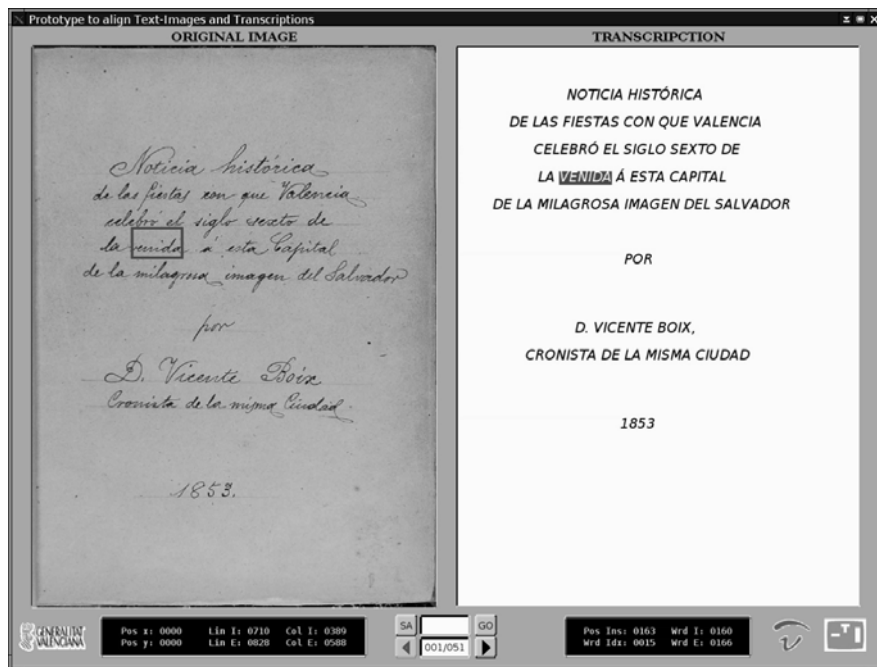 Prototype to align Text-Images and Transcriptions
ORIGINAL IMAGE
Noticia histórica
de las fiestas con que Valencia
celebró el siglo sexto de
la venida á esta Capital
de la milagrosa imagen del Salvador
por
D. Vicente Boix
Cronista de la misma Ciudad.
1853.
TRANSCRIPCTION
NOTICIA HISTÓRICA
DE LAS FIESTAS CON QUE VALENCIA
CELEBRÓ EL SIGLO SEXTO DE
LA VENIDA Á ESTA CAPITAL
DE LA MILAGROSA IMAGEN DEL SALVADOR
POR
D. VICENTE BOIX,
CRONISTA DE LA MISMA CIUDAD
1853
GENERALITAT
VALENCIANA
Pos x: 0000 Lin I: 0710 Col I: 0389
Pos y: 0000 Lin E: 0828 Col E: 0588
SA GO
001/051
Pos Ins: 0163 Wrd I: 0160
Wrd Idx: 0015 Wrd E: 0166